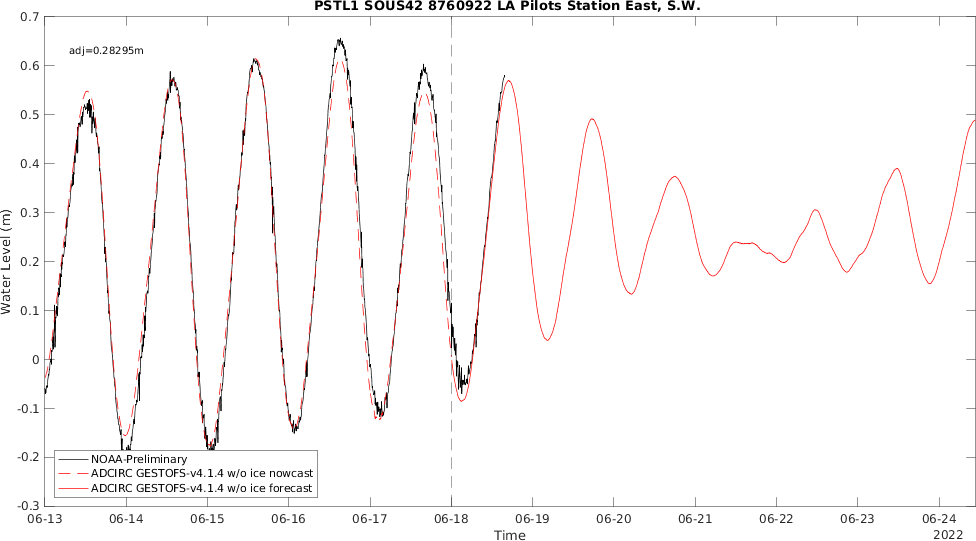 PSTL1 SOUS42 8760922 LA Pilots Station East, S.W.
0.7
adj=0.28295m
0.6
0.5
0.4
0.3
0.2
0.1
0
-0.1
-0.2
-0.3
Water Level (m)
NOAA-Preliminary
ADCIRC GESTOFS-v4.1.4 w/o ice nowcast
ADCIRC GESTOFS-v4.1.4 w/o ice forecast
06-13 06-14 06-15 06-16 06-17 06-18 06-19 06-20 06-21 06-22 06-23 06-24
Time
2022